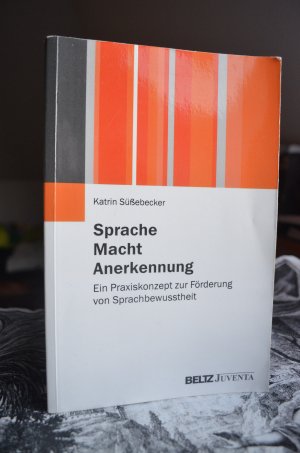 Katrin Süßebecker
Sprache
Macht
Anerkennung
Ein Praxiskonzept zur Förderung
von Sprachbewusstheit
BELTZ JUVENTA